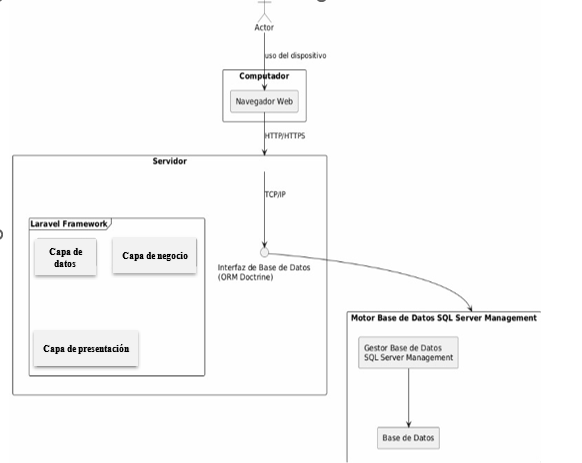 Actor
uso del dispositivo
Computador
Navegador Web
HTTP/HTTPS
Servidor
TCP/IP
Laravel Framework
Capa de
datos
Capa de negocio
Interfaz de Base de Datos
(ORM Doctrine)
Capa de presentación
Motor Base de Datos SQL Server Management
Gestor Base de Datos
SQL Server Management
Base de Datos